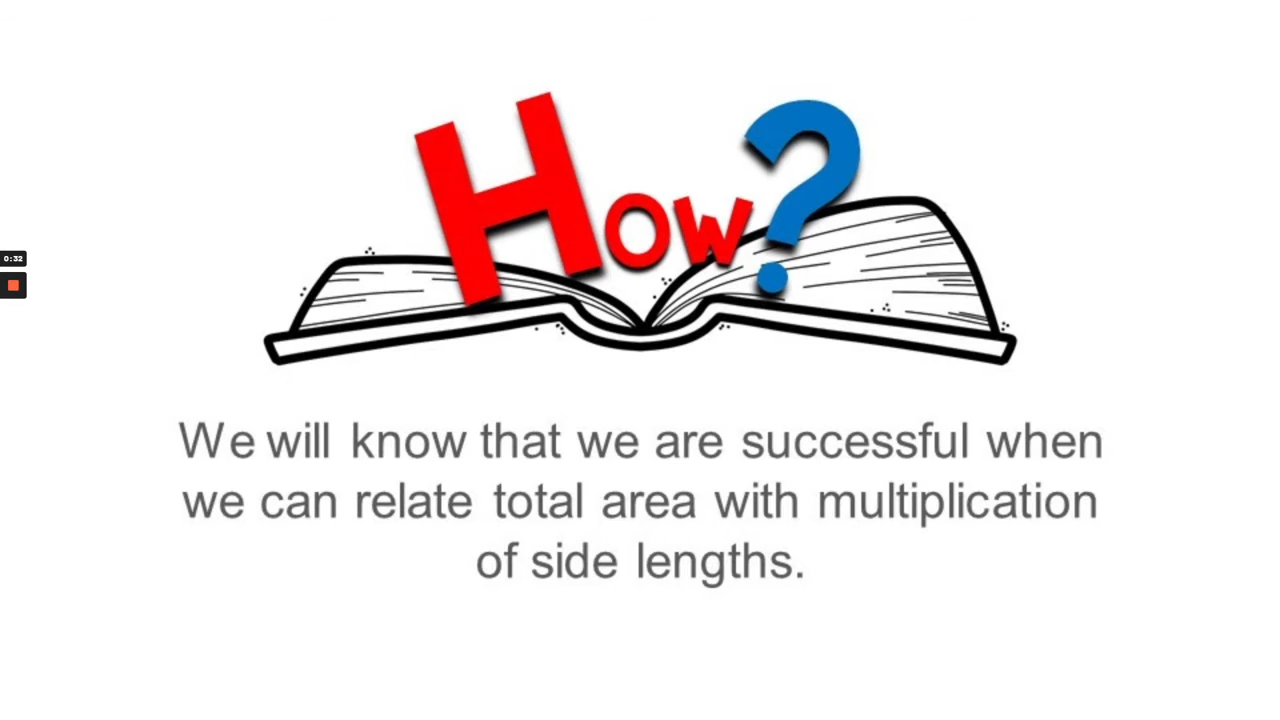 How?
0:32
We will know that we are successful when
we can relate total area with multiplication
of side lengths.